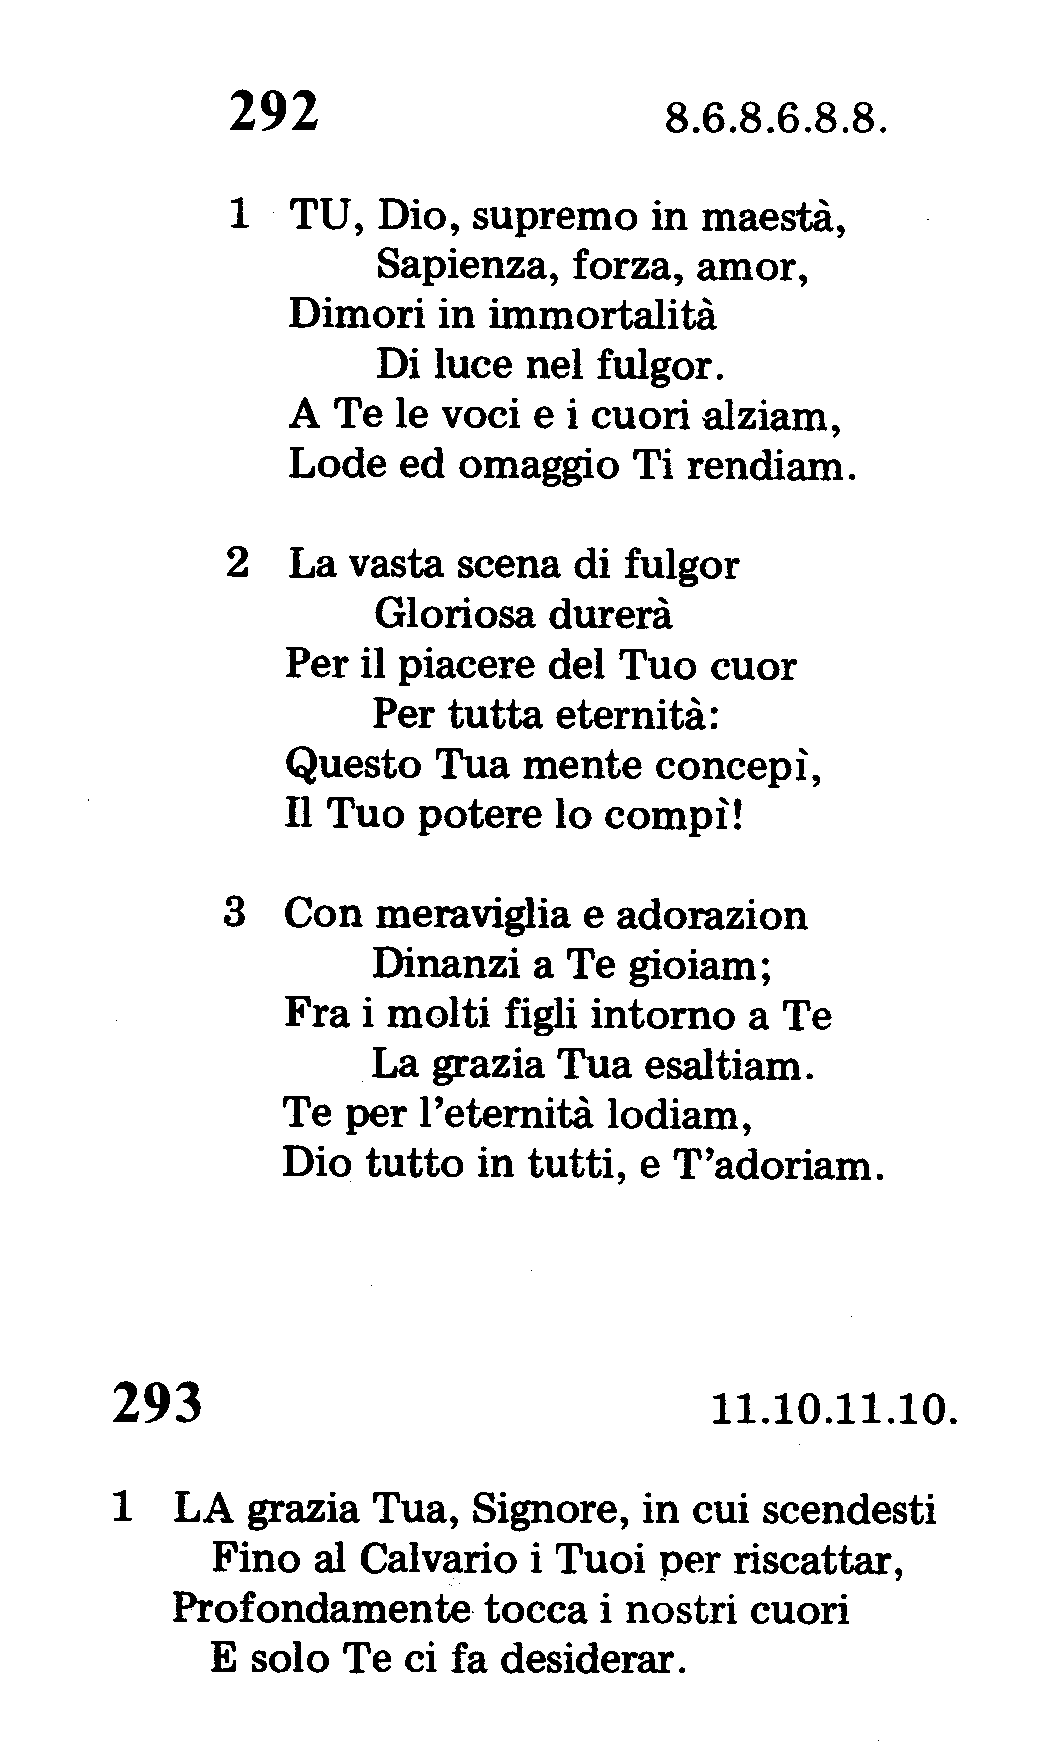 292 8.6.8.6.8.8.
1 TU, Dio, supremo in maestà,
Sapienza, forza, amor,
Dimori in immortalità
Di luce nel fulgor.
A Te le voci e i cuori alziam,
Lode ed omaggio Ti rendiam.
2 La vasta scena di fulgor
Gloriosa durerà
Per il piacere del Tuo cuor
Per tutta eternità:
Questo Tua mente concepì,
Il Tuo potere lo compì!
3 Con meraviglia e adorazion
Dinanzi a Te gioiam;
Fra i molti figli intorno a Te
La grazia Tua esaltiam.
Te per l’eternità lodiam,
Dio tutto in tutti, e T’adoriam.
293 11.10.11.10.
1 LA grazia Tua, Signore, in cui scendesti
Fino al Calvario i Tuoi per riscattar,
Profondamente tocca i nostri cuori
E solo Te ci fa desiderar.